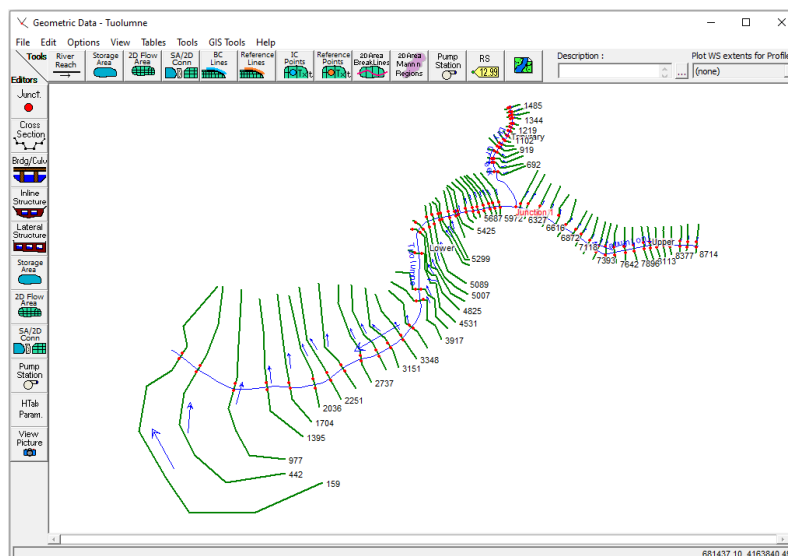 Geometric Data - Tuolumne
File Edit Options View Tables Tools GIS Tools Help
Tools
Editors
River Reach
Storage Area
2D Flow Area
SA/2D Conn
BC Lines
Reference Lines
IC Points
Reference Points
2D Area BreakLines
2D Area Mann n Regions
Pump Station
RS
12.99
Description :
...
Plot WS extents for Profile
(none)
Junct.
Cross Section
Brdg/Culv
Inline Structure
Lateral Structure
Storage Area
2D Flow Area
SA/2D Conn
Pump Station
HTab Param.
View Picture
1485
1344
1219
1102
919
692
Junction 1
5687
5972
6327
5425
6616
6872
7118
Upper
7393
7642
7896
8113
8377
8714
Lower
5299
5089
5007
4825
4531
3917
3348
3151
2737
2251
2036
1704
1395
977
442
159